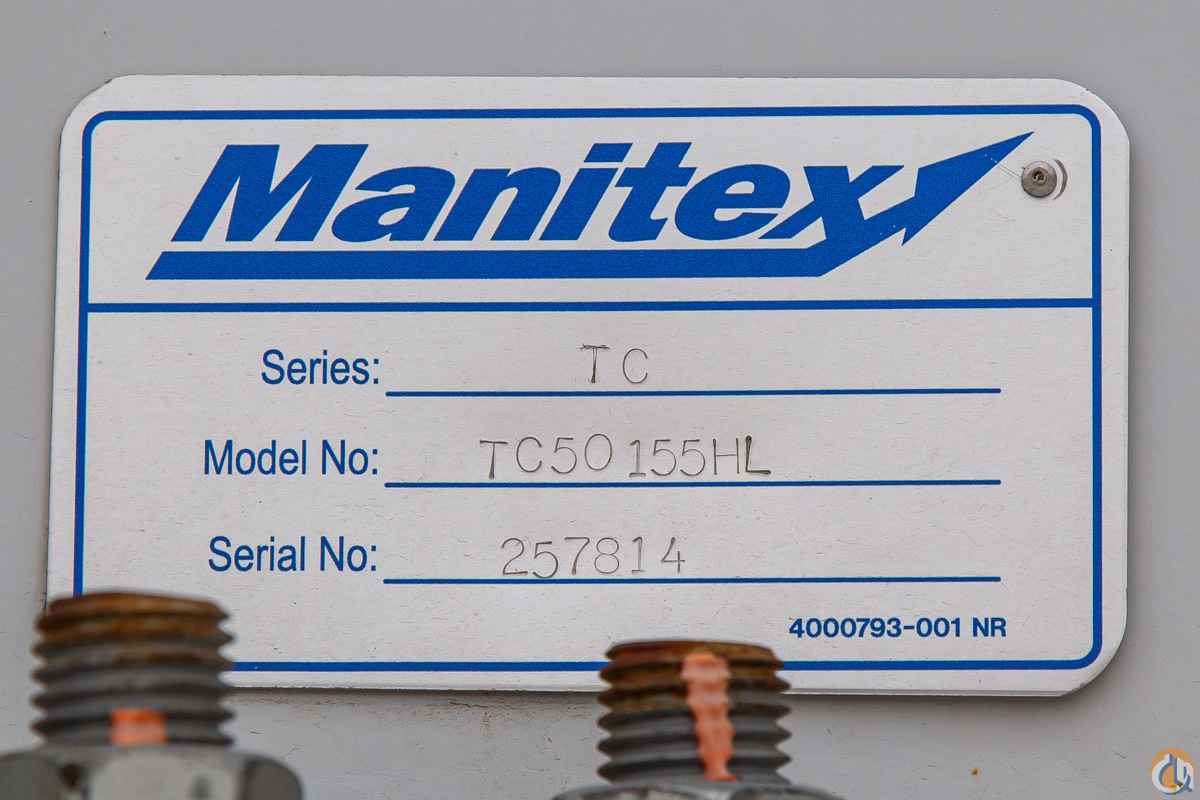 Manitex
Series: TC
Model No: TC50155HL
Serial No: 257814
4000793-001 NR